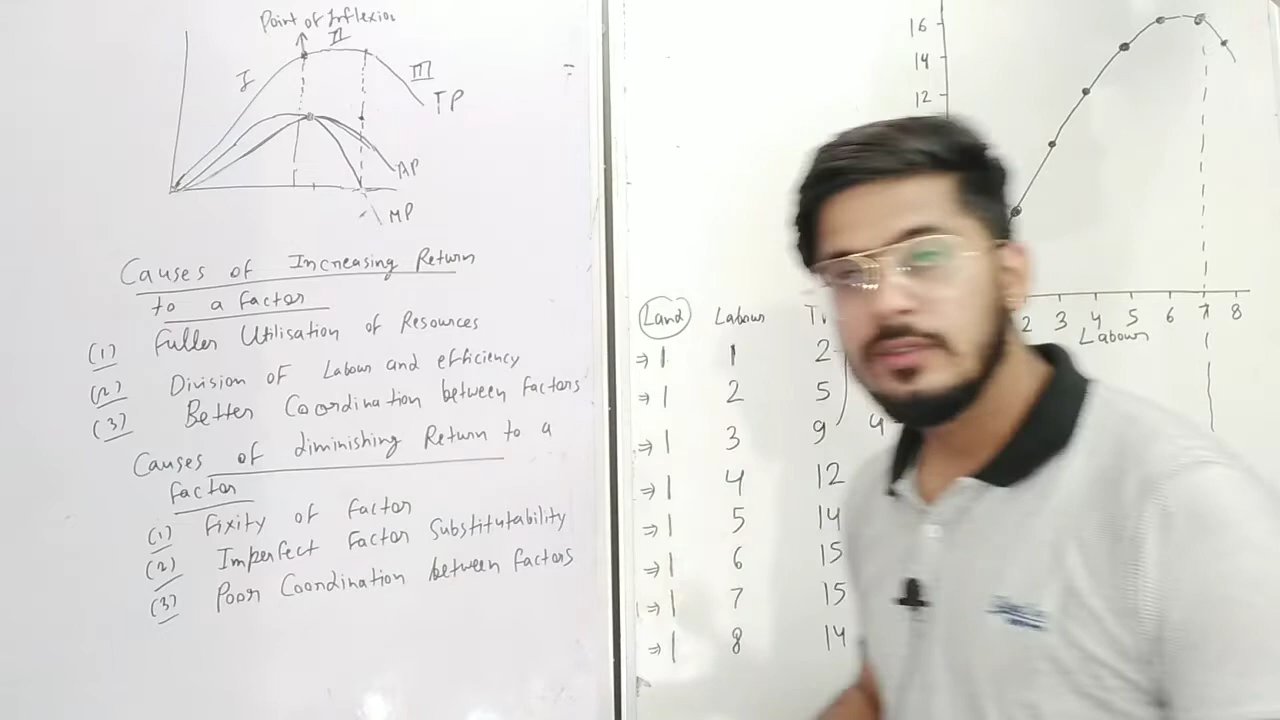 Point of Inflexion
I
II
III
TP
AP
MP
Causes of Increasing Return
to a factor
(1) Fuller Utilisation of Resources
(2) Division of Labour and efficiency
(3) Better Coordination between factors
Causes of diminishing Return to a
factor
(1) Fixity of factor
(2) Imperfect factor substitutability
(3) Poor Coordination between factors
16
14
12
2 3 4 5 6 7 8
Labour
Land Labour
⇒ 1 1 2
⇒ 1 2 5
⇒ 1 3 9 4
⇒ 1 4 12
⇒ 1 5 14
⇒ 1 6 15
⇒ 1 7 15
⇒ 1 8 14